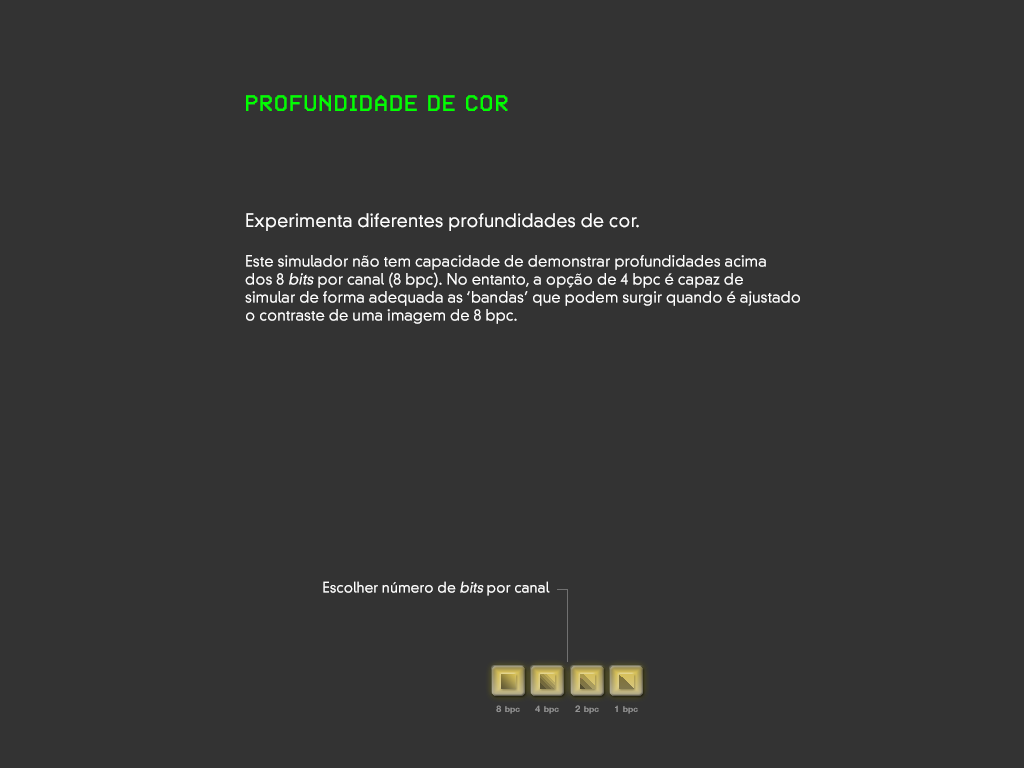 PROFUNDIDADE DE COR
Experimenta diferentes profundidades de cor.
Este simulador não tem capacidade de demonstrar profundidades acima
dos 8 bits por canal (8 bpc). No entanto, a opção de 4 bpc é capaz de
simular de forma adequada as ‘bandas’ que podem surgir quando é ajustado
o contraste de uma imagem de 8 bpc.
Escolher número de bits por canal
8 bpc 4 bpc 2 bpc 1 bpc